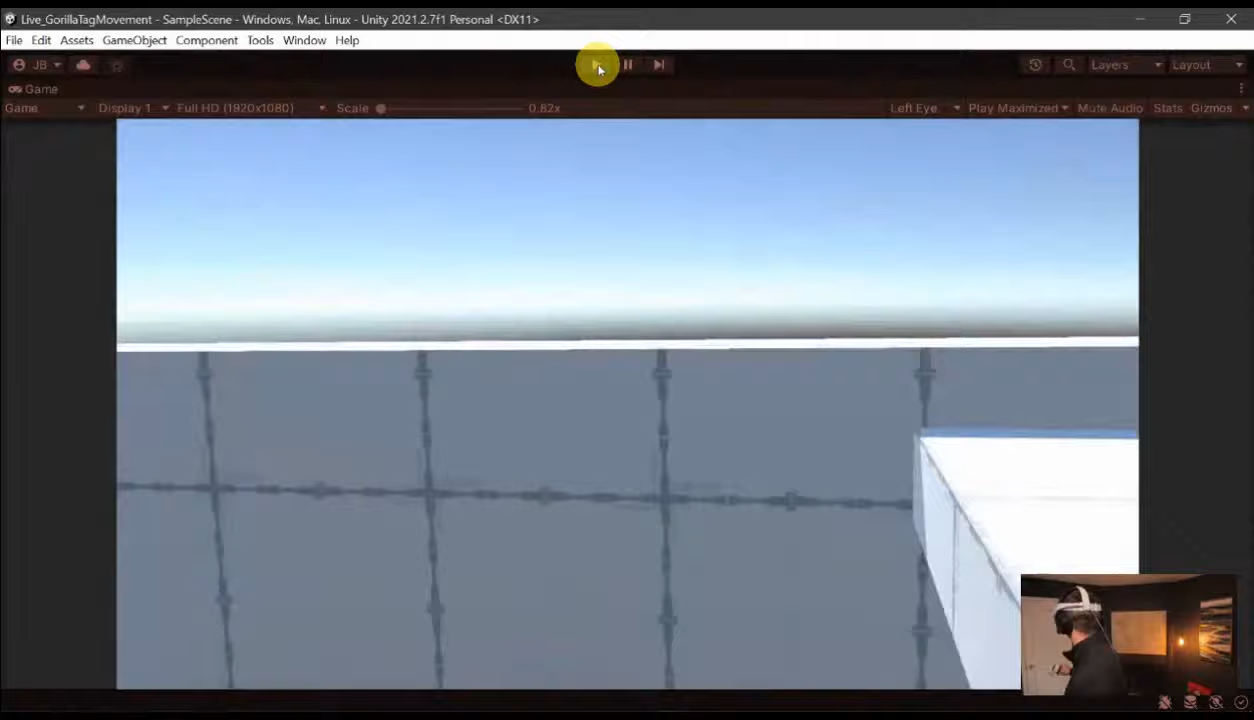 Live_GorillaTagMovement - SampleScene - Windows, Mac, Linux - Unity 2021.2.7f1 Personal <DX11>
File Edit Assets GameObject Component Tools Window Help
JB Layers Layout
Game
Game Display 1 Full HD (1920x1080) Scale 0.82x Left Eye Play Maximized Mute Audio Stats Gizmos